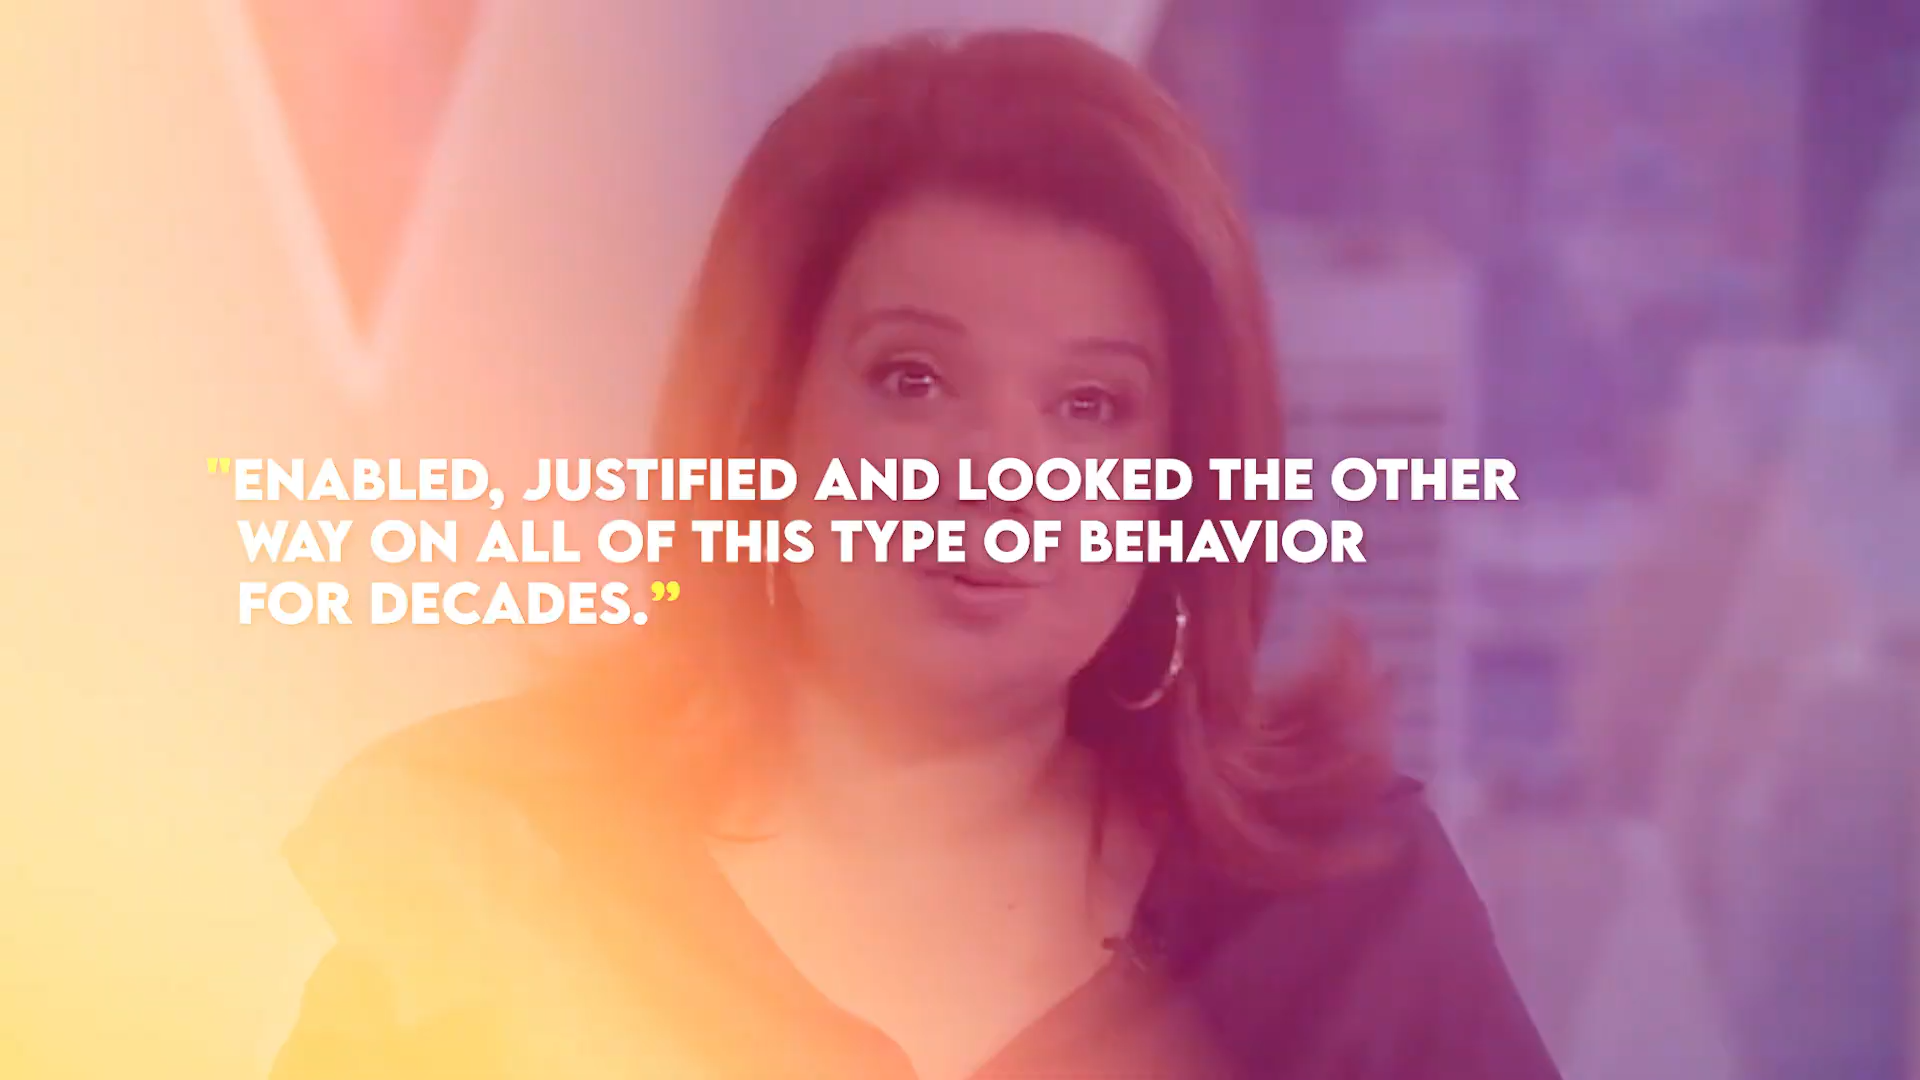 "ENABLED, JUSTIFIED AND LOOKED THE OTHER
WAY ON ALL OF THIS TYPE OF BEHAVIOR
FOR DECADES.”